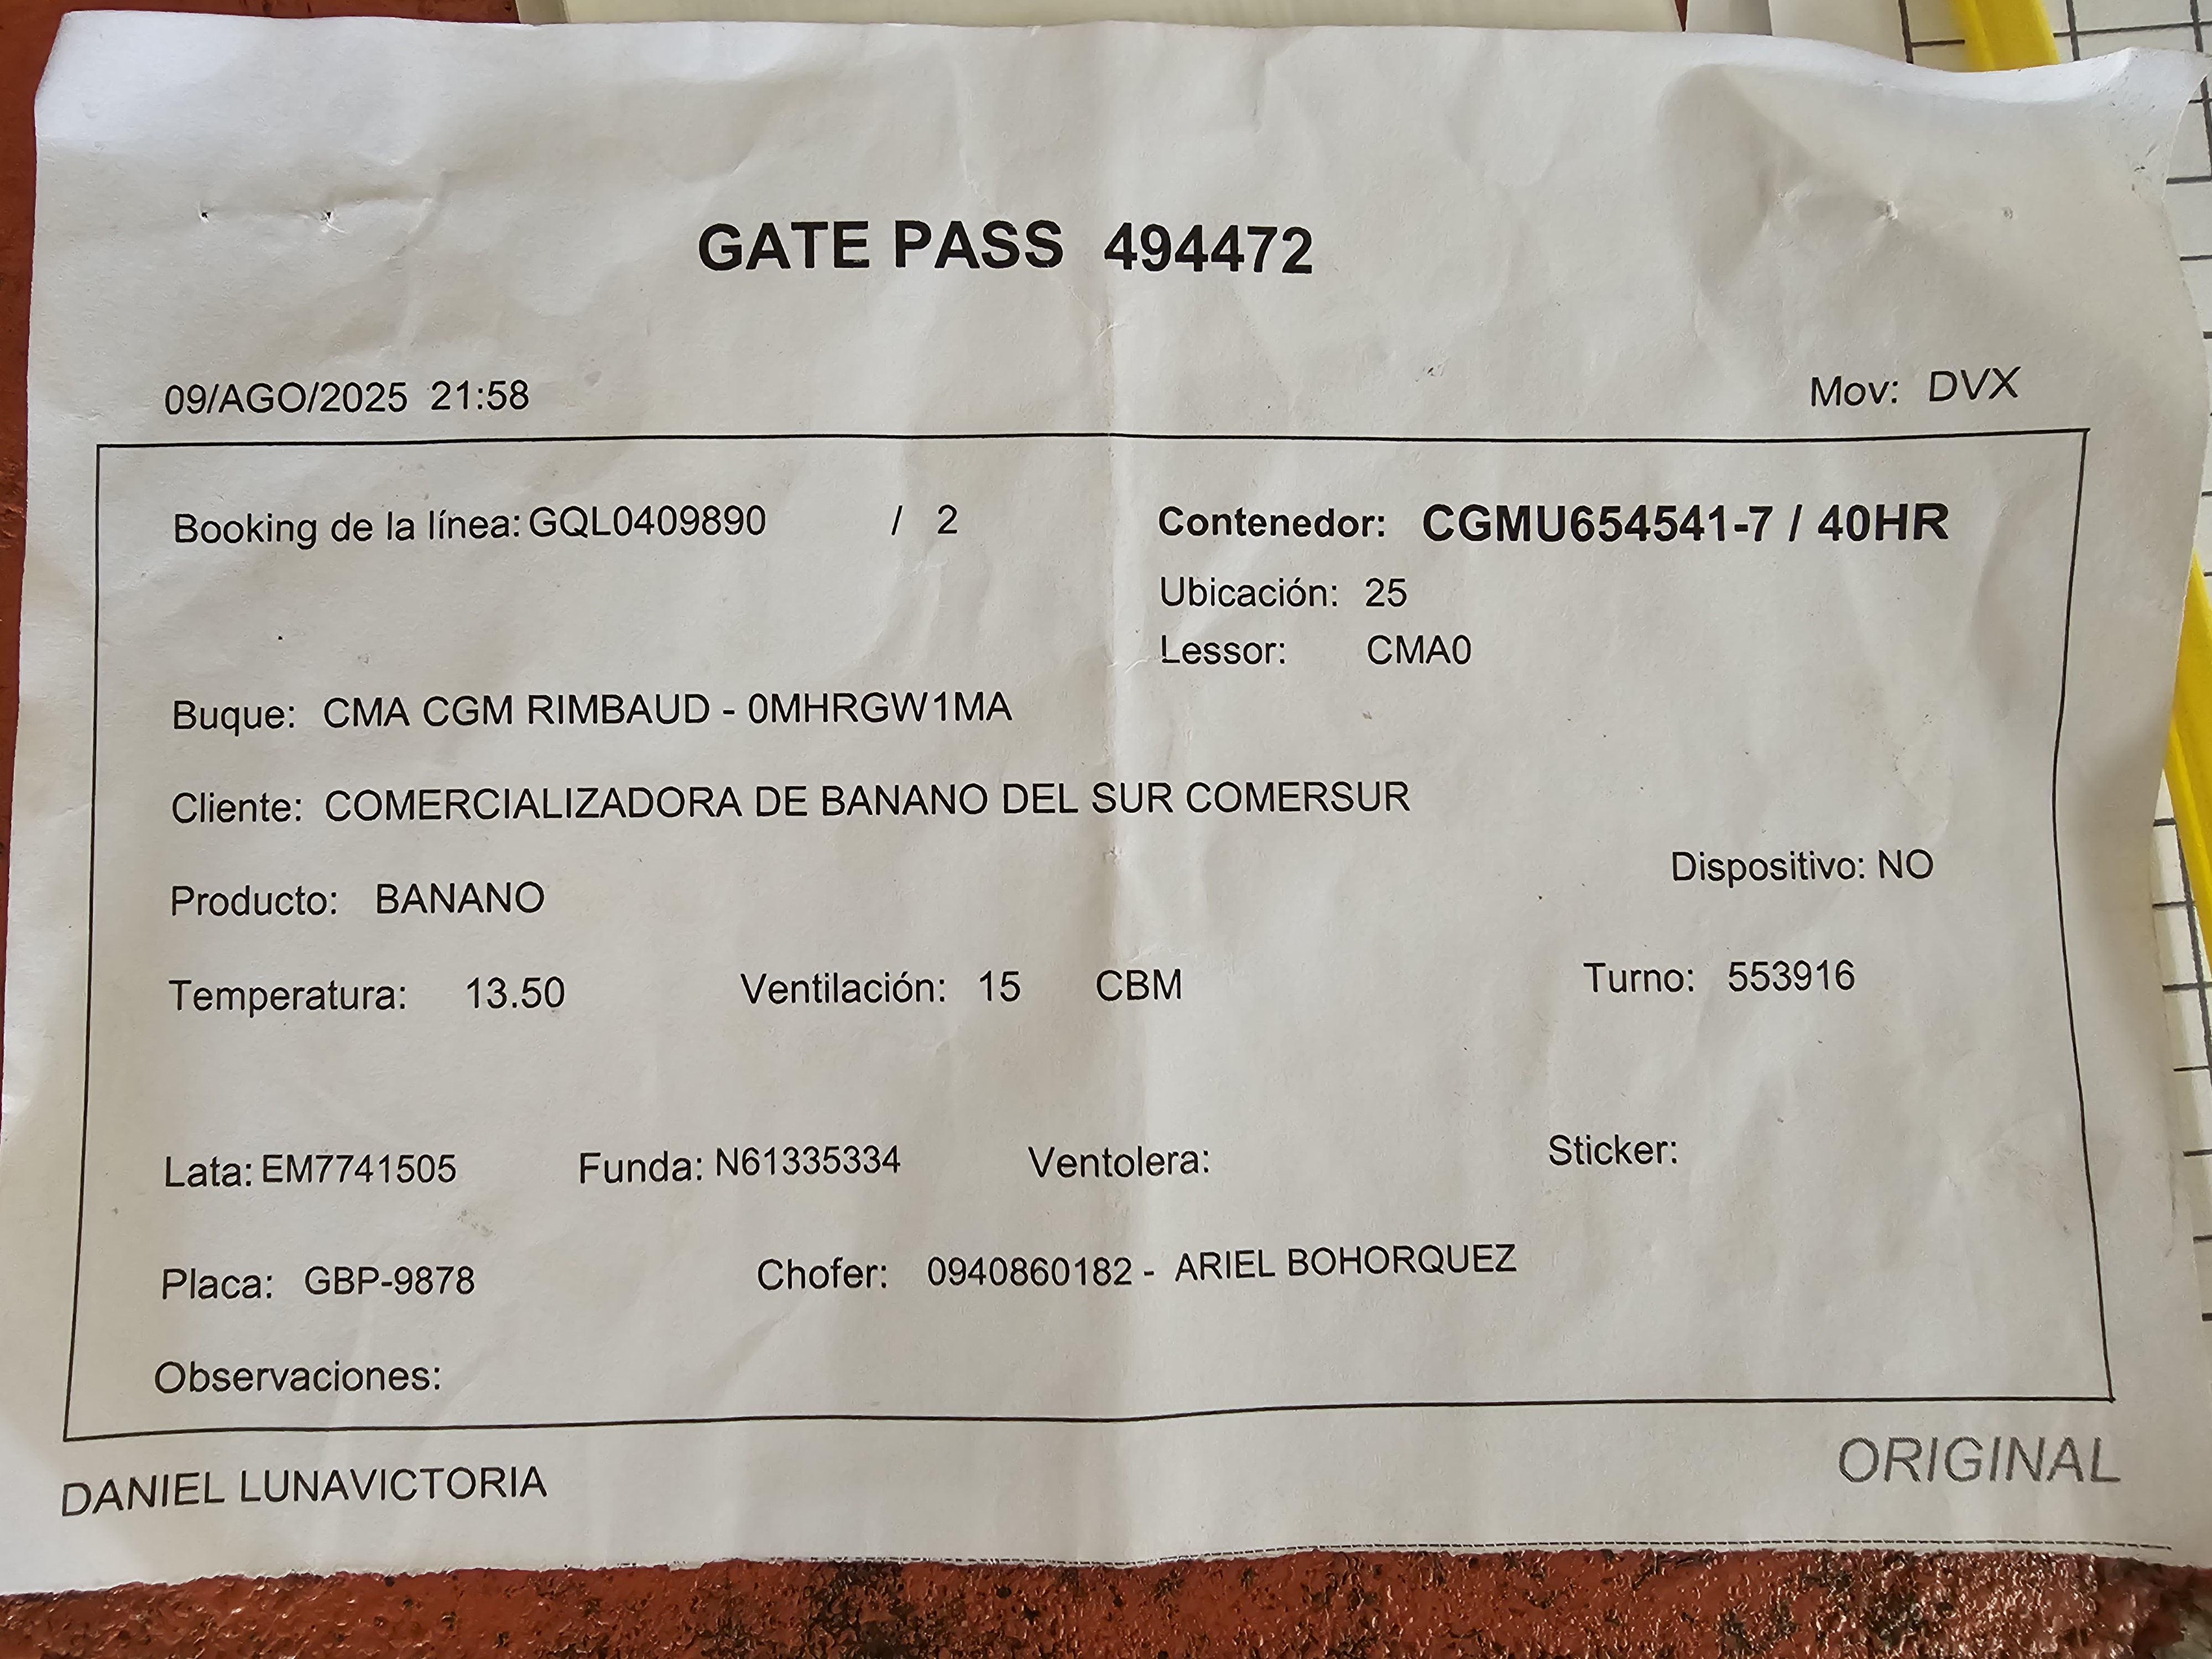 GATE PASS 494472
09/AGO/2025 21:58 Mov: DVX
Booking de la línea: GQL0409890 / 2 Contenedor: CGMU654541-7 / 40HR
Ubicación: 25
Lessor: CMA0
Buque: CMA CGM RIMBAUD - 0MHRGW1MA
Cliente: COMERCIALIZADORA DE BANANO DEL SUR COMERSUR
Producto: BANANO Dispositivo: NO
Temperatura: 13.50 Ventilación: 15 CBM Turno: 553916
Lata: EM7741505 Funda: N61335334 Ventolera: Sticker:
Placa: GBP-9878 Chofer: 0940860182 - ARIEL BOHORQUEZ
Observaciones:
DANIEL LUNAVICTORIA ORIGINAL